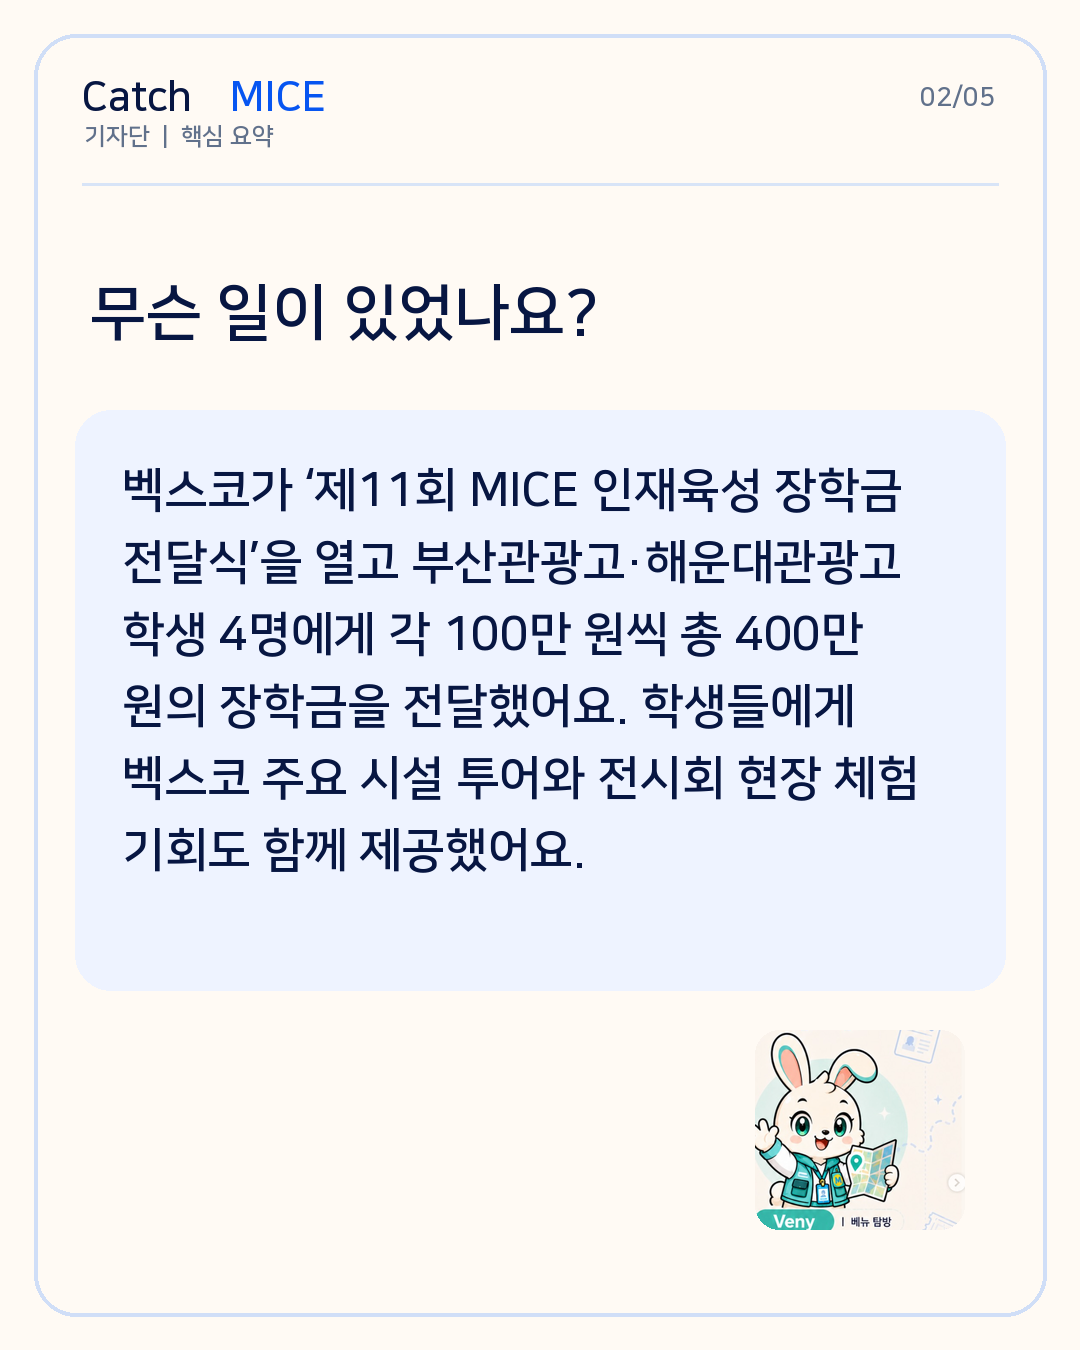 Catch MICE
02/05
기자단 | 핵심 요약
무슨 일이 있었나요?
벡스코가 ‘제11회 MICE 인재육성 장학금
전달식’을 열고 부산관광고·해운대관광고
학생 4명에게 각 100만 원씩 총 400만
원의 장학금을 전달했어요. 학생들에게
벡스코 주요 시설 투어와 전시회 현장 체험
기회도 함께 제공했어요.
M
Veny | 베뉴 탐방